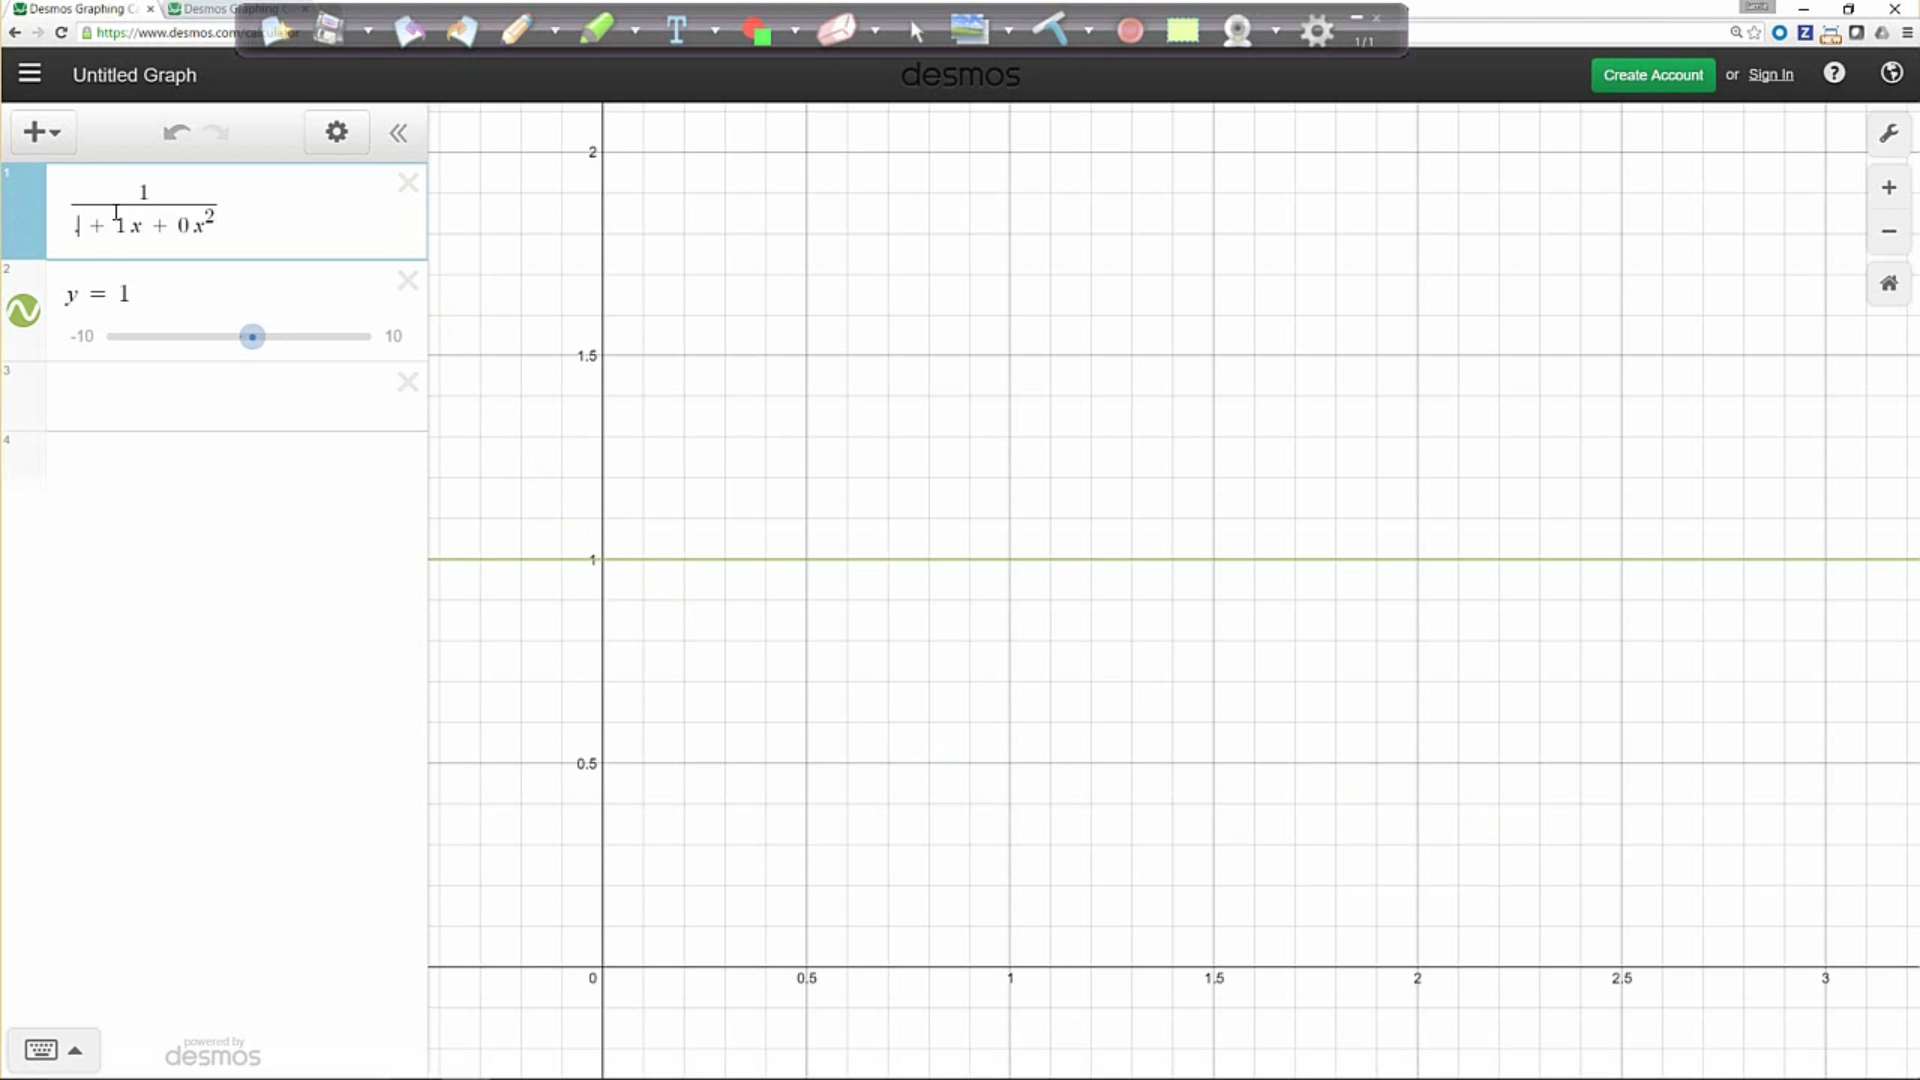 Desmos Graphing C
Desmos Graphing C
https://www.desmos.com/calculator
T
1/1
Untitled Graph
desmos
Create Account
or
Sign In
1
1
. + 1x + 0x²
2
y = 1
-10
10
3
4
2
1.5
1
0.5
0
0.5
1
1.5
2
2.5
3
powered by
desmos